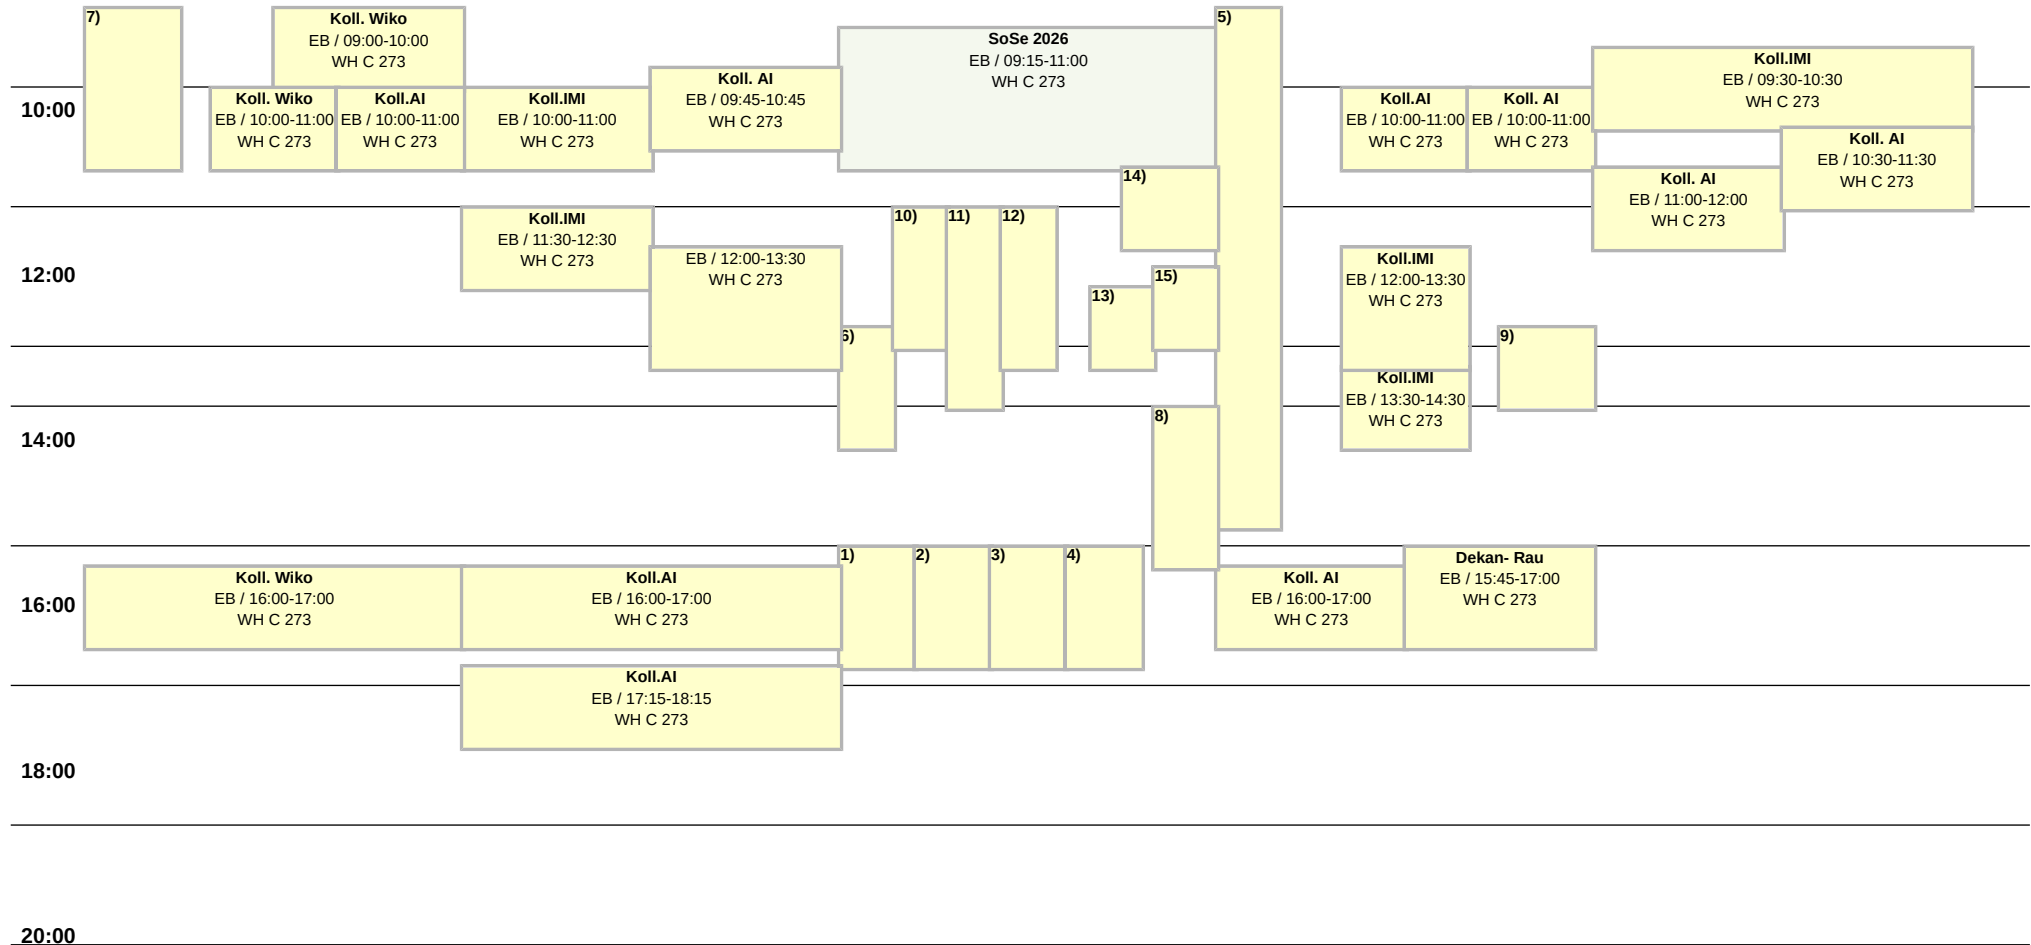 7)
Koll. Wiko
EB / 09:00-10:00
WH C 273
SoSe 2026
EB / 09:15-11:00
WH C 273
5)
Koll.IMI
EB / 09:30-10:30
WH C 273
Koll. AI
EB / 09:45-10:45
WH C 273
10:00
Koll. Wiko
EB / 10:00-11:00
WH C 273
Koll.AI
EB / 10:00-11:00
WH C 273
Koll.IMI
EB / 10:00-11:00
WH C 273
Koll.AI
EB / 10:00-11:00
WH C 273
Koll. AI
EB / 10:00-11:00
WH C 273
Koll. AI
EB / 10:30-11:30
WH C 273
14)
Koll. AI
EB / 11:00-12:00
WH C 273
Koll.IMI
EB / 11:30-12:30
WH C 273
10)
11)
12)
12:00
EB / 12:00-13:30
WH C 273
Koll.IMI
EB / 12:00-13:30
WH C 273
15)
13)
6)
9)
Koll.IMI
EB / 13:30-14:30
WH C 273
8)
14:00
1)
2)
3)
4)
Dekan- Rau
EB / 15:45-17:00
WH C 273
16:00
Koll. Wiko
EB / 16:00-17:00
WH C 273
Koll.AI
EB / 16:00-17:00
WH C 273
Koll. AI
EB / 16:00-17:00
WH C 273
Koll.AI
EB / 17:15-18:15
WH C 273
18:00
20:00